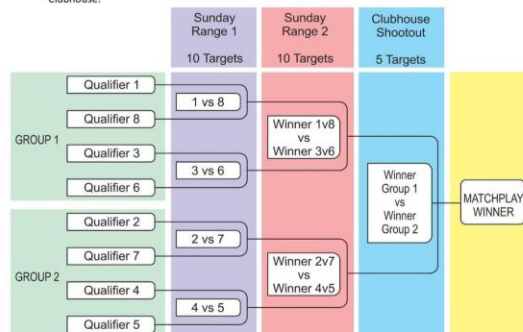 Clubhouse.
Sunday
Range 1
10 Targets
Sunday
Range 2
10 Targets
Clubhouse
Shootout
5 Targets
GROUP 1
Qualifier 1
Qualifier 8
Qualifier 3
Qualifier 6
1 vs 8
3 vs 6
Winner 1v8
vs
Winner 3v6
GROUP 2
Qualifier 2
Qualifier 7
Qualifier 4
Qualifier 5
2 vs 7
4 vs 5
Winner 2v7
vs
Winner 4v5
Winner
Group 1
vs
Winner
Group 2
MATCHPLAY
WINNER